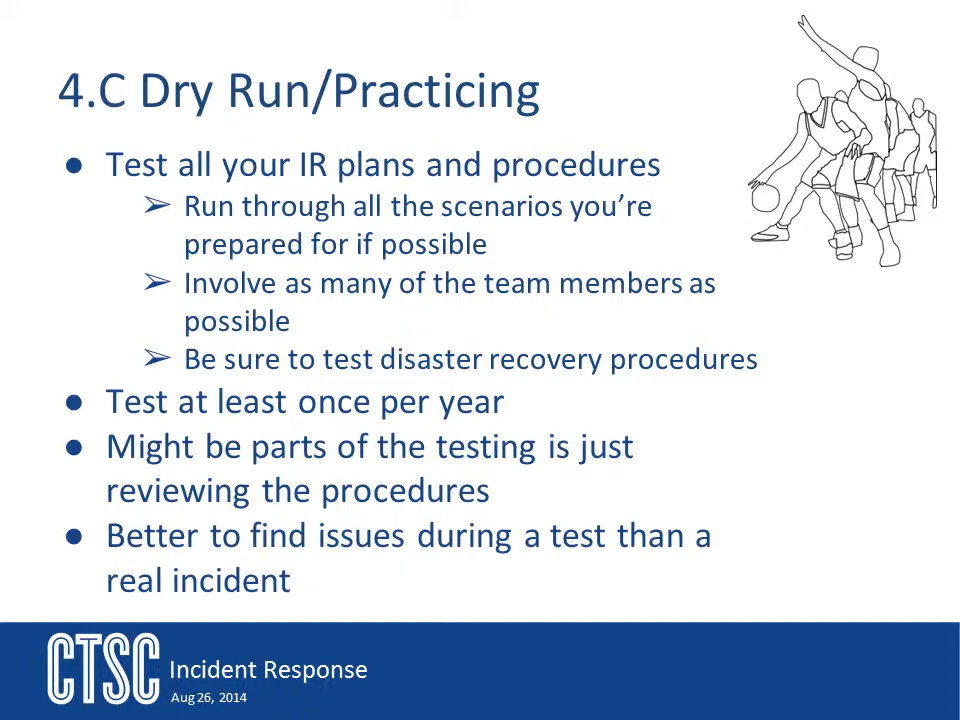 4.C Dry Run/Practicing
● Test all your IR plans and procedures
➢ Run through all the scenarios you’re
prepared for if possible
➢ Involve as many of the team members as
possible
➢ Be sure to test disaster recovery procedures
● Test at least once per year
● Might be parts of the testing is just
reviewing the procedures
● Better to find issues during a test than a
real incident
CTSC
Incident Response
Aug 26, 2014